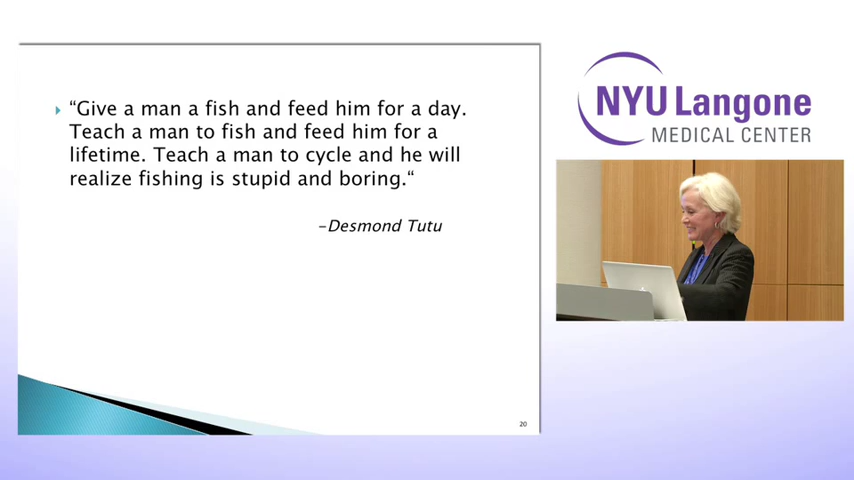 “Give a man a fish and feed him for a day.
Teach a man to fish and feed him for a
lifetime. Teach a man to cycle and he will
realize fishing is stupid and boring.“
-Desmond Tutu
20
NYU Langone
MEDICAL CENTER